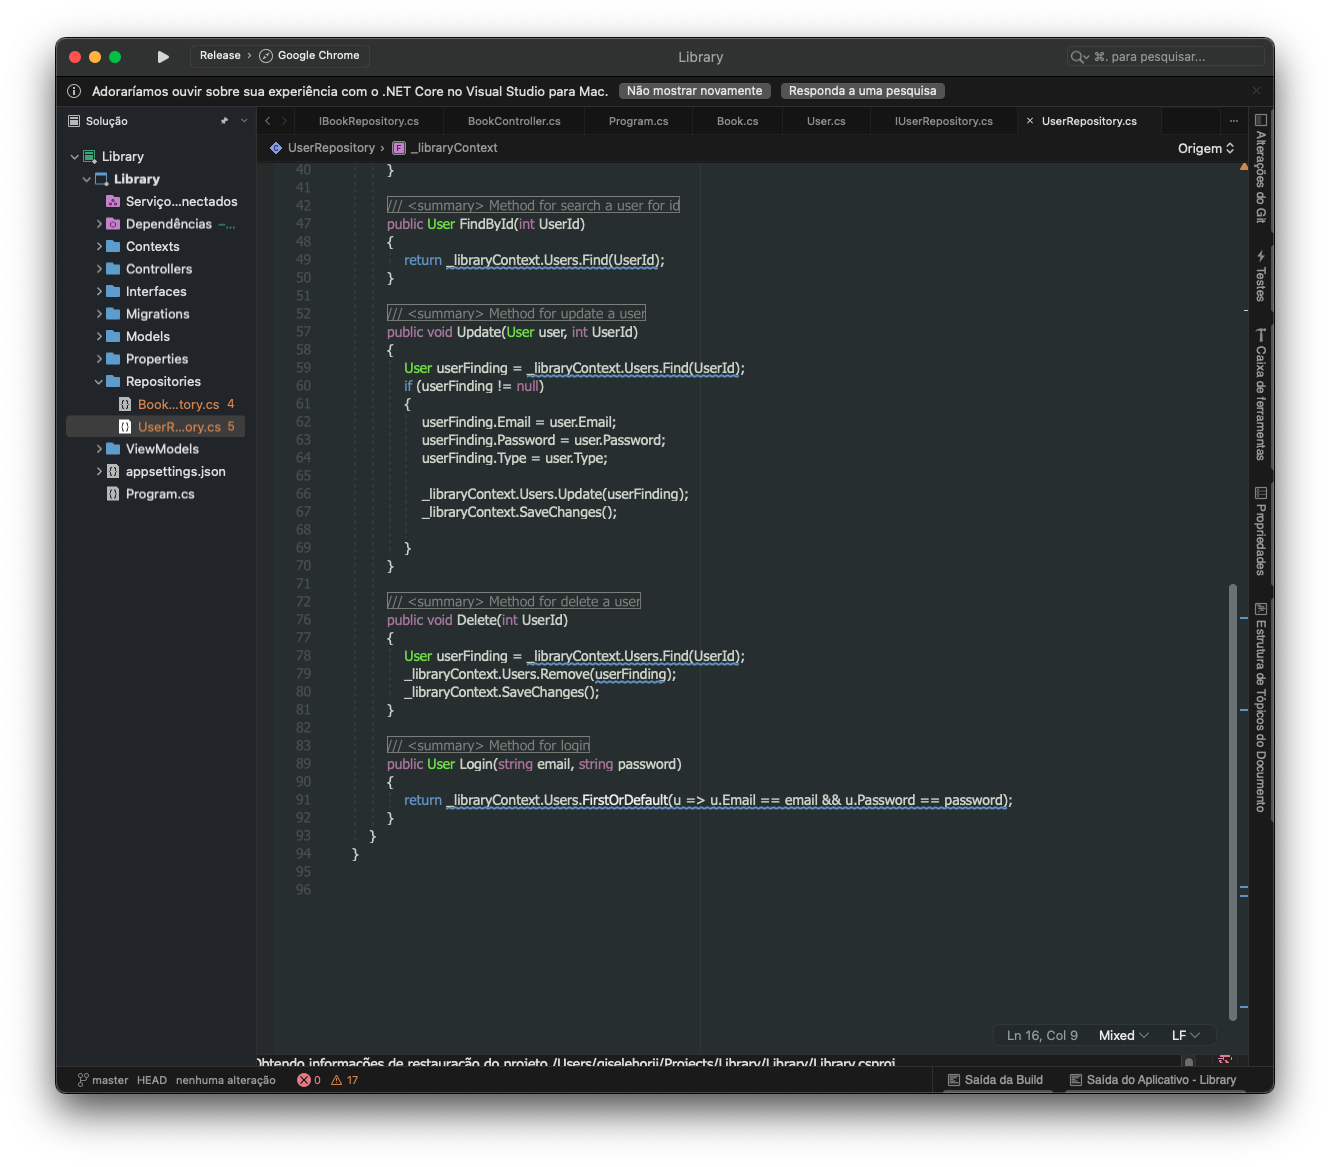 Release › Google Chrome
Library
⌘. para pesquisar...
Adoraríamos ouvir sobre sua experiência com o .NET Core no Visual Studio para Mac.
Não mostrar novamente
Responda a uma pesquisa
Solução
IBookRepository.cs
BookController.cs
Program.cs
Book.cs
User.cs
IUserRepository.cs
× UserRepository.cs
UserRepository › _libraryContext
Origem
Library
Library
Serviço...nectados
Dependências
Contexts
Controllers
Interfaces
Migrations
Models
Properties
Repositories
Book...tory.cs 4
UserR...ory.cs 5
ViewModels
appsettings.json
Program.cs
40 }
41
42 /// <summary> Method for search a user for id
47 public User FindById(int UserId)
48 {
49 return _libraryContext.Users.Find(UserId);
50 }
51
52 /// <summary> Method for update a user
57 public void Update(User user, int UserId)
58 {
59 User userFinding = _libraryContext.Users.Find(UserId);
60 if (userFinding != null)
61 {
62 userFinding.Email = user.Email;
63 userFinding.Password = user.Password;
64 userFinding.Type = user.Type;
65
66 _libraryContext.Users.Update(userFinding);
67 _libraryContext.SaveChanges();
68
69 }
70 }
71
72 /// <summary> Method for delete a user
76 public void Delete(int UserId)
77 {
78 User userFinding = _libraryContext.Users.Find(UserId);
79 _libraryContext.Users.Remove(userFinding);
80 _libraryContext.SaveChanges();
81 }
82
83 /// <summary> Method for login
89 public User Login(string email, string password)
90 {
91 return _libraryContext.Users.FirstOrDefault(u => u.Email == email && u.Password == password);
92 }
93 }
94 }
95
96
Alterações do Git
Testes
Caixa de ferramentas
Propriedades
Estrutura de Tópicos do Documento
Ln 16, Col 9 Mixed LF
Obtendo informações de restauração do projeto /Users/giselehorii/Projects/Library/Library/Library.csproj
master HEAD nenhuma alteração
0
17
Saída da Build
Saída do Aplicativo - Library